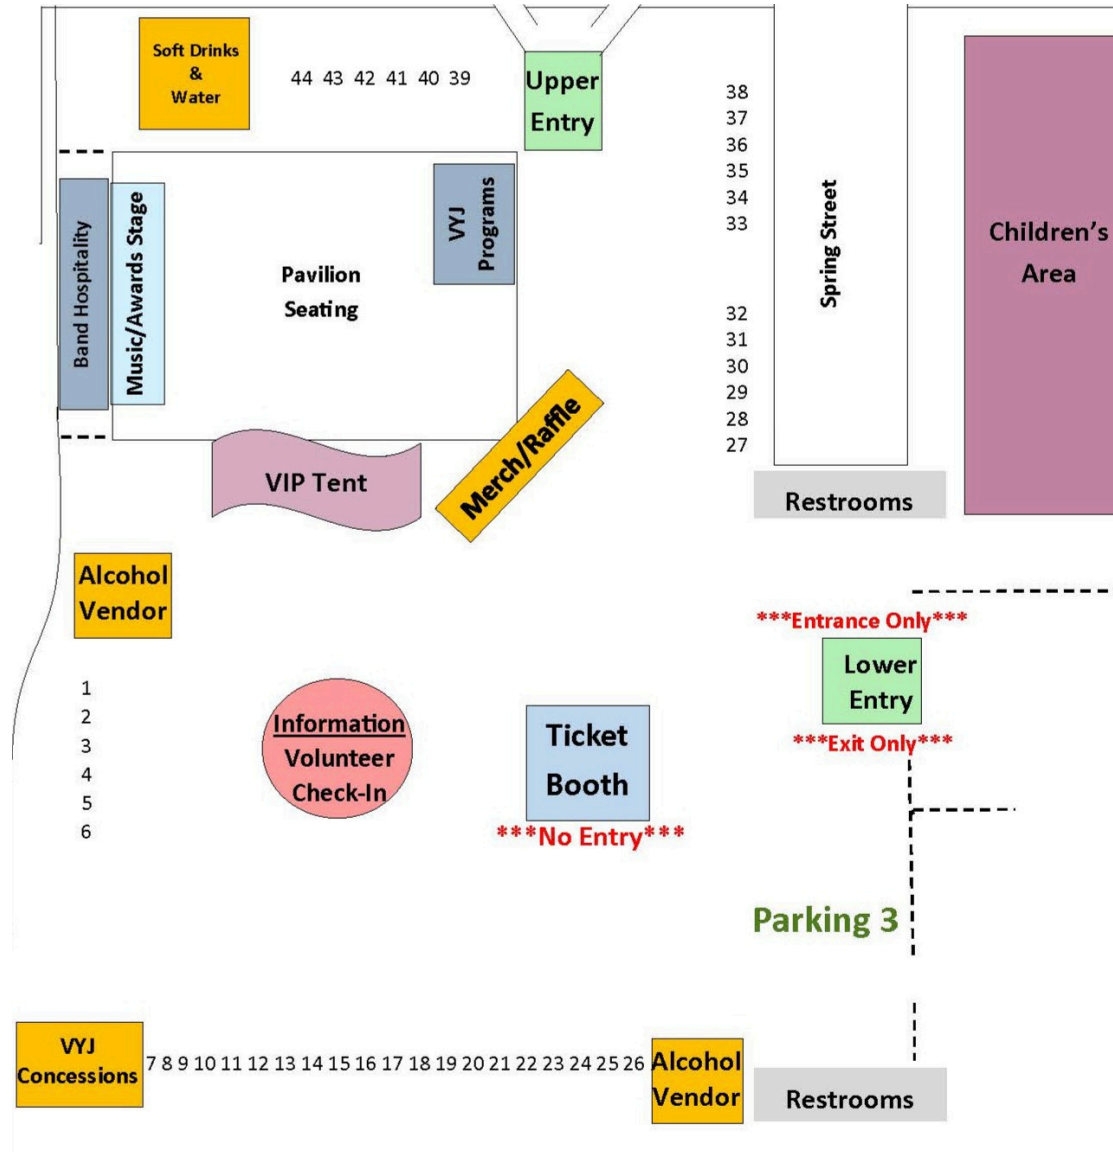 Soft Drinks
&
Water
44 43 42 41 40 39
Upper
Entry
38
37
36
35
34
33
32
31
30
29
28
27
Spring Street
Children's
Area
Band Hospitality
Music/Awards Stage
Pavilion
Seating
VYJ
Programs
VIP Tent
Merch/Raffle
Restrooms
Alcohol
Vendor
***Entrance Only***
Lower
Entry
***Exit Only***
1
2
3
4
5
6
Information
Volunteer
Check-In
Ticket
Booth
***No Entry***
Parking 3
VYJ
Concessions
7 8 9 10 11 12 13 14 15 16 17 18 19 20 21 22 23 24 25 26
Alcohol
Vendor
Restrooms